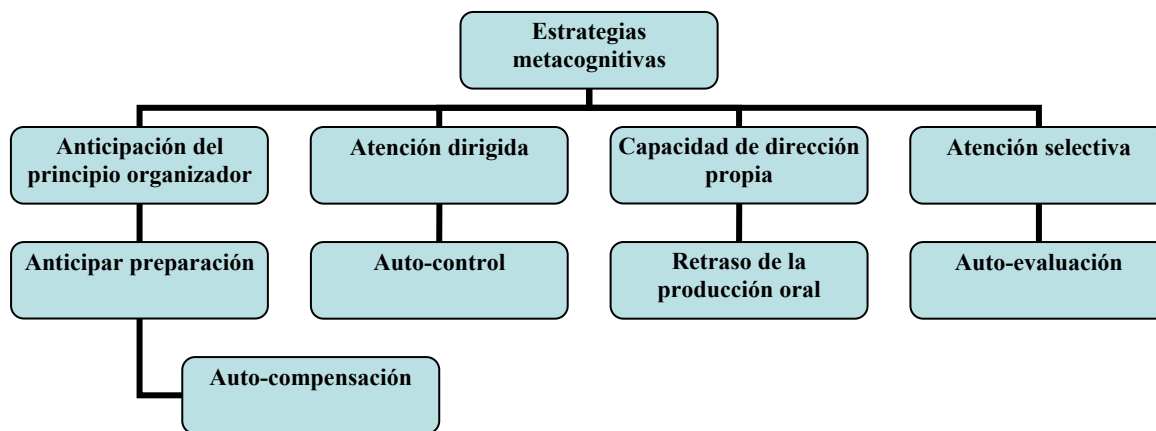 Estrategias
metacognitivas
Anticipación del
principio organizador
Atención dirigida
Capacidad de dirección
propia
Atención selectiva
Anticipar preparación
Auto-control
Retraso de la
producción oral
Auto-evaluación
Auto-compensación